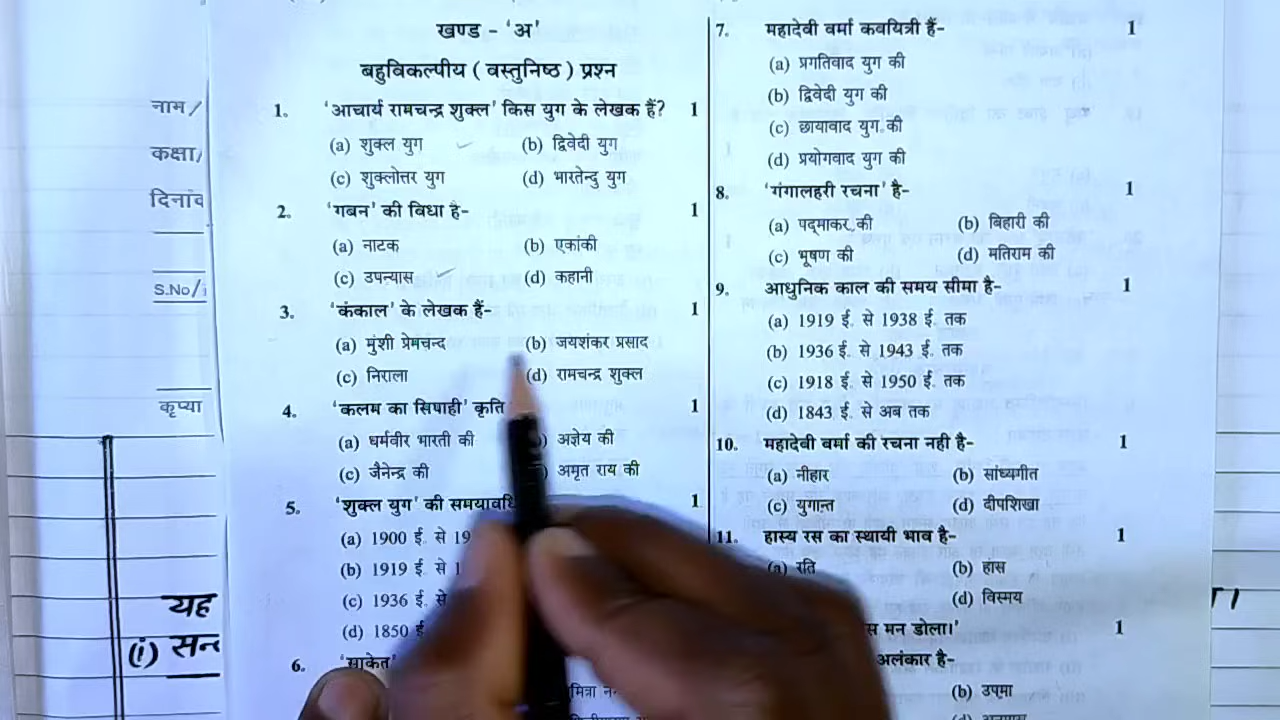 नाम/
कक्षा,
दिनांव
S.No/
कृप्या
यह
(i) सन
खण्ड - 'अ'
बहुविकल्पीय ( वस्तुनिष्ठ ) प्रश्न
1. 'आचार्य रामचन्द्र शुक्ल' किस युग के लेखक हैं? 1
(a) शुक्ल युग (b) द्विवेदी युग
(c) शुक्लोत्तर युग (d) भारतेन्दु युग
2. 'गबन' की विधा है- 1
(a) नाटक (b) एकांकी
(c) उपन्यास (d) कहानी
3. 'कंकाल' के लेखक हैं- 1
(a) मुंशी प्रेमचन्द (b) जयशंकर प्रसाद
(c) निराला (d) रामचन्द्र शुक्ल
4. 'कलम का सिपाही' कृति 1
(a) धर्मवीर भारती की अज्ञेय की
(c) जैनेन्द्र की अमृत राय की
5. 'शुक्ल युग' की समयावधि 1
(a) 1900 ई. से 19
(b) 1919 ई. से 1
(c) 1936 ई. से
(d) 1850 ई
6. 'साकेत'
7. महादेवी वर्मा कवयित्री हैं- 1
(a) प्रगतिवाद युग की
(b) द्विवेदी युग की
(c) छायावाद युग की
(d) प्रयोगवाद युग की
8. 'गंगालहरी रचना' है- 1
(a) पद्माकर की (b) बिहारी की
(c) भूषण की (d) मतिराम की
9. आधुनिक काल की समय सीमा है- 1
(a) 1919 ई. से 1938 ई. तक
(b) 1936 ई. से 1943 ई. तक
(c) 1918 ई. से 1950 ई. तक
(d) 1843 ई. से अब तक
10. महादेवी वर्मा की रचना नही है- 1
(a) नीहार (b) सांध्यगीत
(c) युगान्त (d) दीपशिखा
11. हास्य रस का स्थायी भाव है- 1
(a) रति (b) हांस
(d) विस्मय
स मन डोला।' 1
अलंकार है-
(b) उपमा